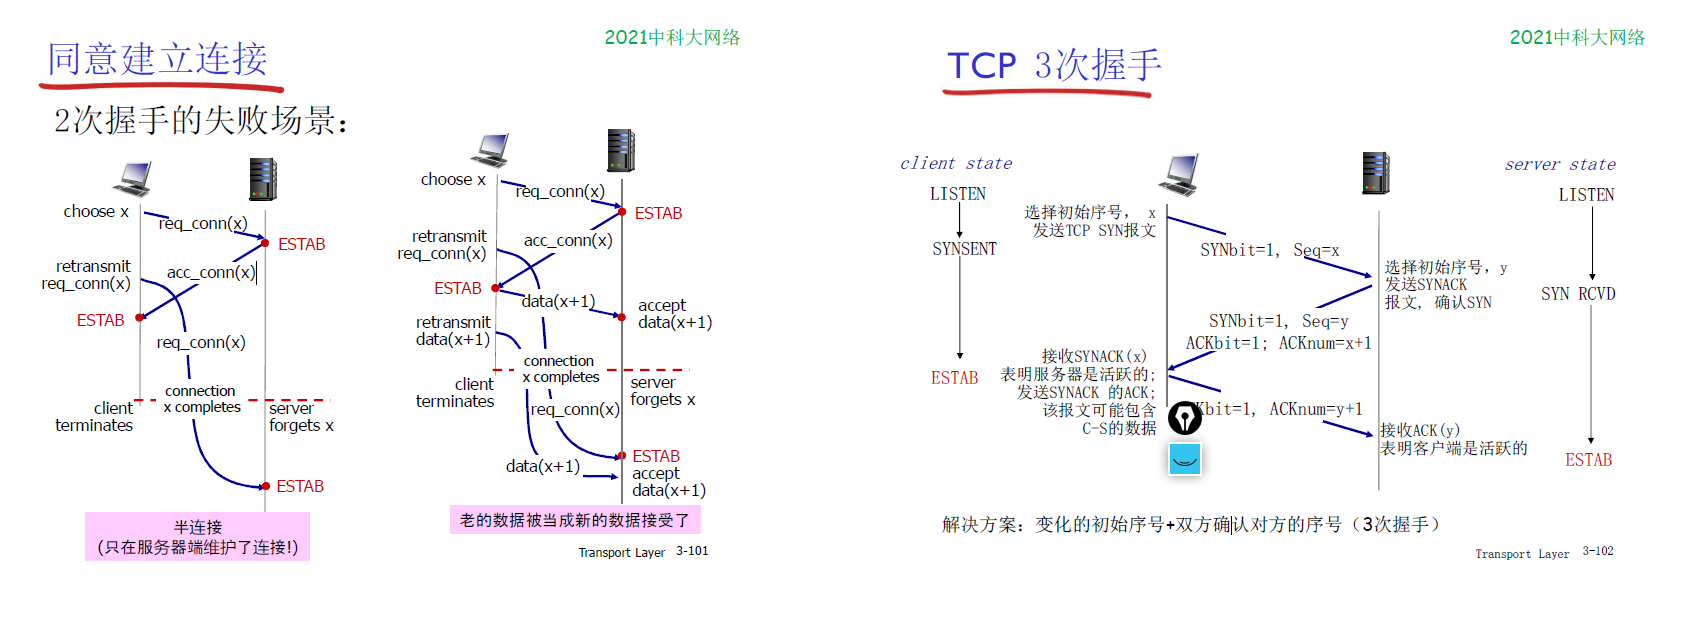 2021中科大网络
同意建立连接
2次握手的失败场景:
choose x
req_conn(x)
ESTAB
retransmit
req_conn(x)
acc_conn(x)
ESTAB
req_conn(x)
connection
x completes
client
terminates
server
forgets x
ESTAB
半连接
(只在服务器端维护了连接!)
choose x
req_conn(x)
ESTAB
retransmit
req_conn(x)
acc_conn(x)
ESTAB
data(x+1)
accept
data(x+1)
retransmit
data(x+1)
connection
x completes
client
terminates
server
forgets x
req_conn(x)
ESTAB
data(x+1)
accept
data(x+1)
老的数据被当成新的数据接受了
Transport Layer 3-101
2021中科大网络
TCP 3次握手
client state
server state
LISTEN
LISTEN
选择初始序号, x
发送TCP SYN报文
SYNSENT
SYNbit=1, Seq=x
选择初始序号,y
发送SYNACK
报文, 确认SYN
SYN RCVD
SYNbit=1, Seq=y
ACKbit=1; ACKnum=x+1
接收SYNACK(x)
表明服务器是活跃的;
发送SYNACK 的ACK;
该报文可能包含
C-S的数据
ESTAB
Kbit=1, ACKnum=y+1
接收ACK(y)
表明客户端是活跃的
ESTAB
解决方案: 变化的初始序号+双方确认对方的序号（3次握手）
Transport Layer 3-102